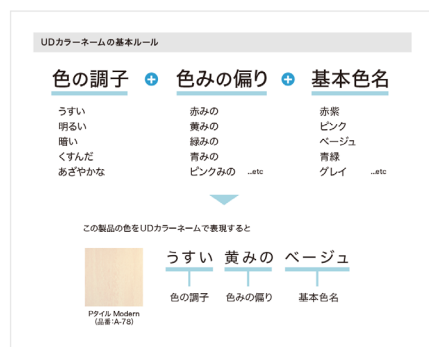 UDカラーネームの基本ルール
色の調子 + 色みの偏り + 基本色名
うすい 赤みの 赤紫
明るい 黄みの ピンク
暗い 緑みの ベージュ
くすんだ 青みの 青緑
あざやかな ピンクみの ..etc グレイ ..etc
この製品の色をUDカラーネームで表現すると
うすい 黄みの ベージュ
色の調子 色みの偏り 基本色名
Pタイル Modern
(品番:A-78)